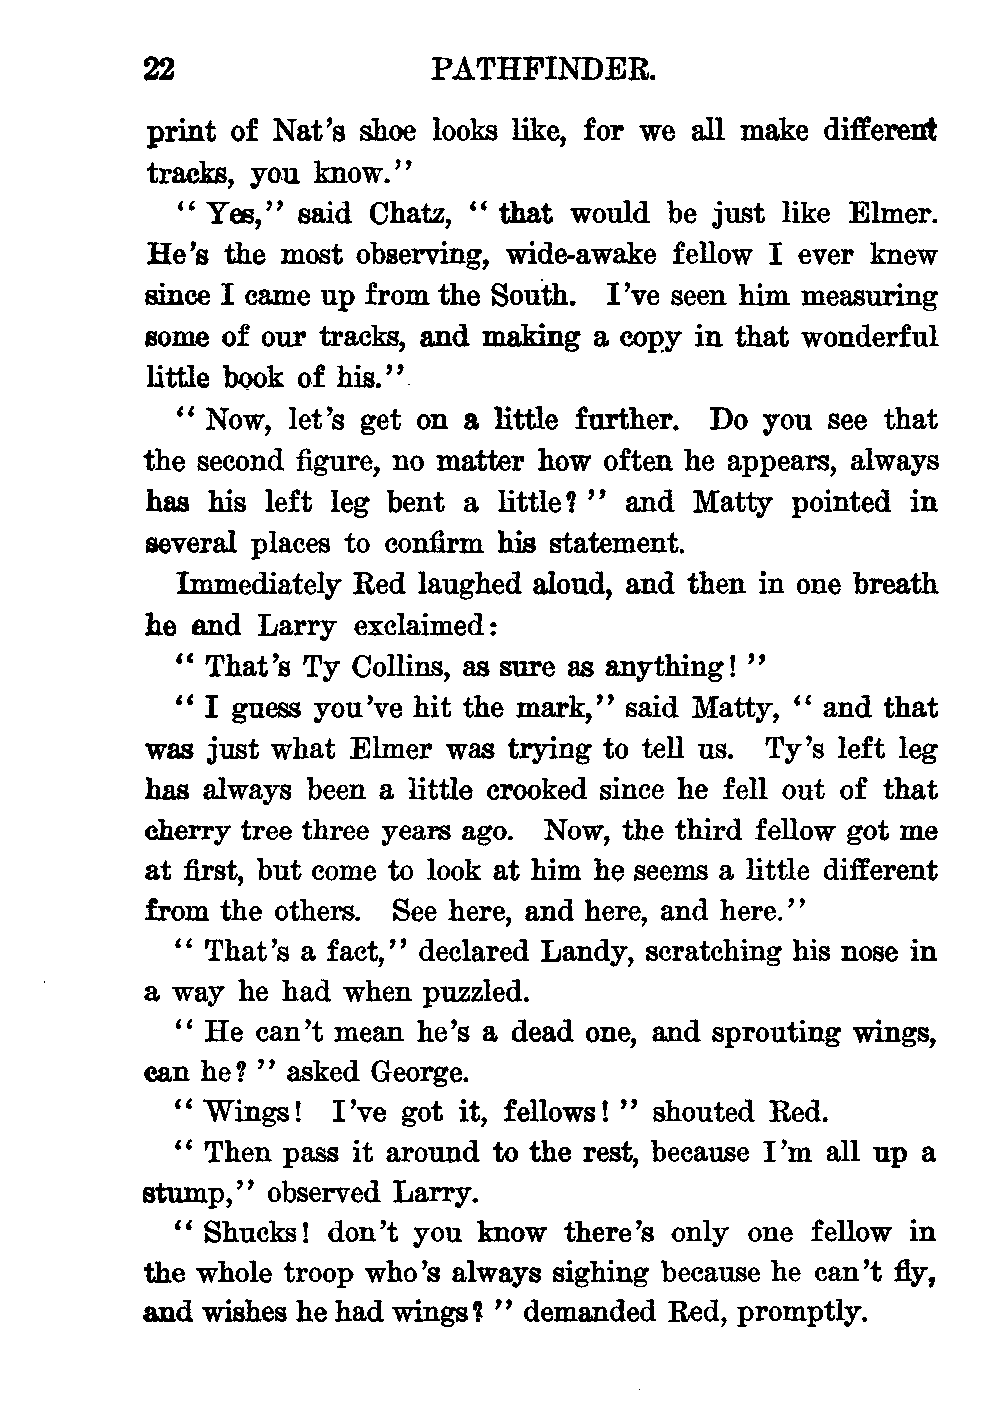 22 PATHFINDER.
print of Nat's shoe looks like, for we all make different
tracks, you know."
" Yes," said Chatz, " that would be just like Elmer.
He's the most observing, wide-awake fellow I ever knew
since I came up from the South. I've seen him measuring
some of our tracks, and making a copy in that wonderful
little book of his."
" Now, let's get on a little further. Do you see that
the second figure, no matter how often he appears, always
has his left leg bent a little? " and Matty pointed in
several places to confirm his statement.
Immediately Red laughed aloud, and then in one breath
he and Larry exclaimed:
" That's Ty Collins, as sure as anything! "
" I guess you've hit the mark," said Matty, " and that
was just what Elmer was trying to tell us. Ty's left leg
has always been a little crooked since he fell out of that
cherry tree three years ago. Now, the third fellow got me
at first, but come to look at him he seems a little different
from the others. See here, and here, and here."
" That's a fact," declared Landy, scratching his nose in
a way he had when puzzled.
" He can't mean he's a dead one, and sprouting wings,
can he? " asked George.
" Wings! I've got it, fellows! " shouted Red.
" Then pass it around to the rest, because I'm all up a
stump," observed Larry.
" Shucks! don't you know there's only one fellow in
the whole troop who's always sighing because he can't fly,
and wishes he had wings? " demanded Red, promptly.